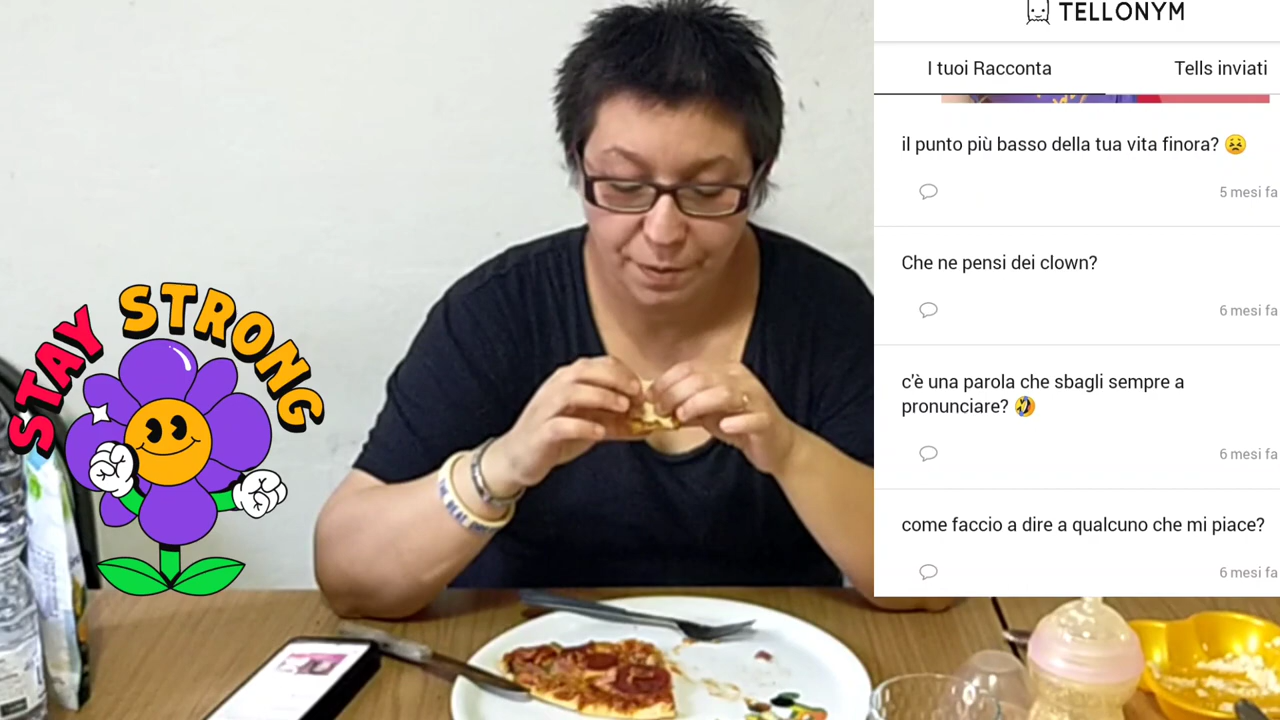 TELLONYM
I tuoi Racconta
Tells inviati
il punto più basso della tua vita finora? 😣
5 mesi fa
Che ne pensi dei clown?
6 mesi fa
c'è una parola che sbagli sempre a
pronunciare? 🤣
6 mesi fa
come faccio a dire a qualcuno che mi piace?
6 mesi fa
STAY STRONG